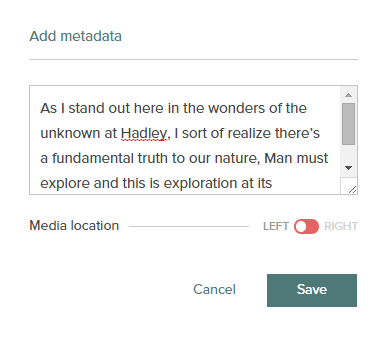 Add metadata
As I stand out here in the wonders of the
unknown at Hadley, I sort of realize there's
a fundamental truth to our nature, Man must
explore and this is exploration at its
Media location
LEFT RIGHT
Cancel Save